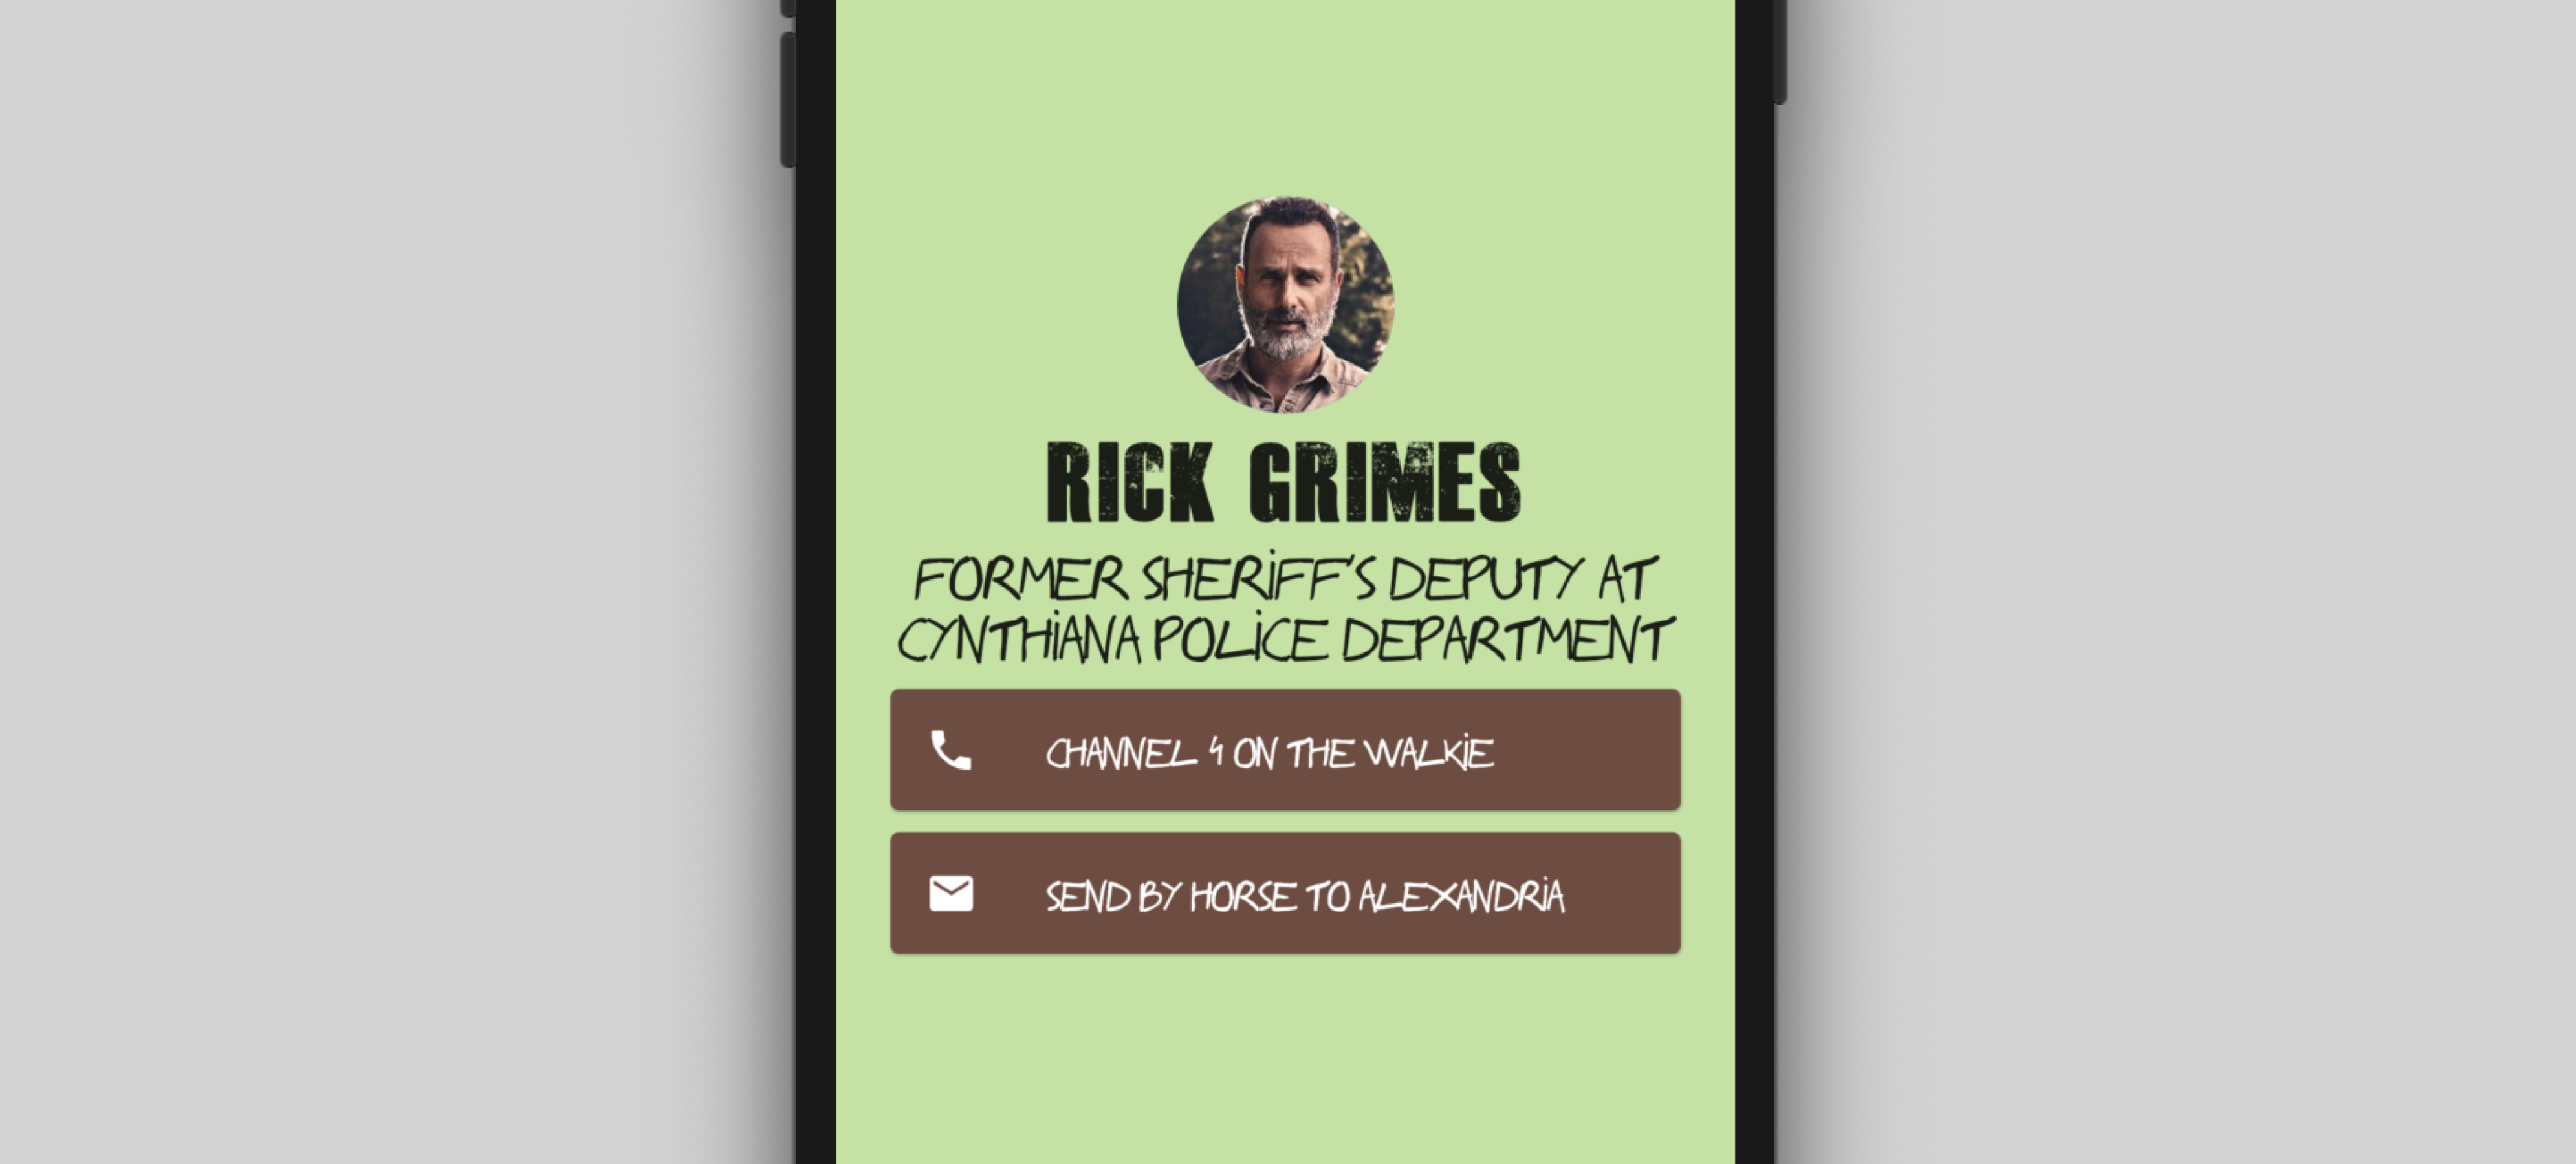 RICK GRIMES
FORMER SHERiFF'S DEPUTY AT
CYNTHiANA POLiCE DEPARTMENT
CHANNEL 4 ON THE WALKiE
SEND BY HORSE TO ALEXANDRiA